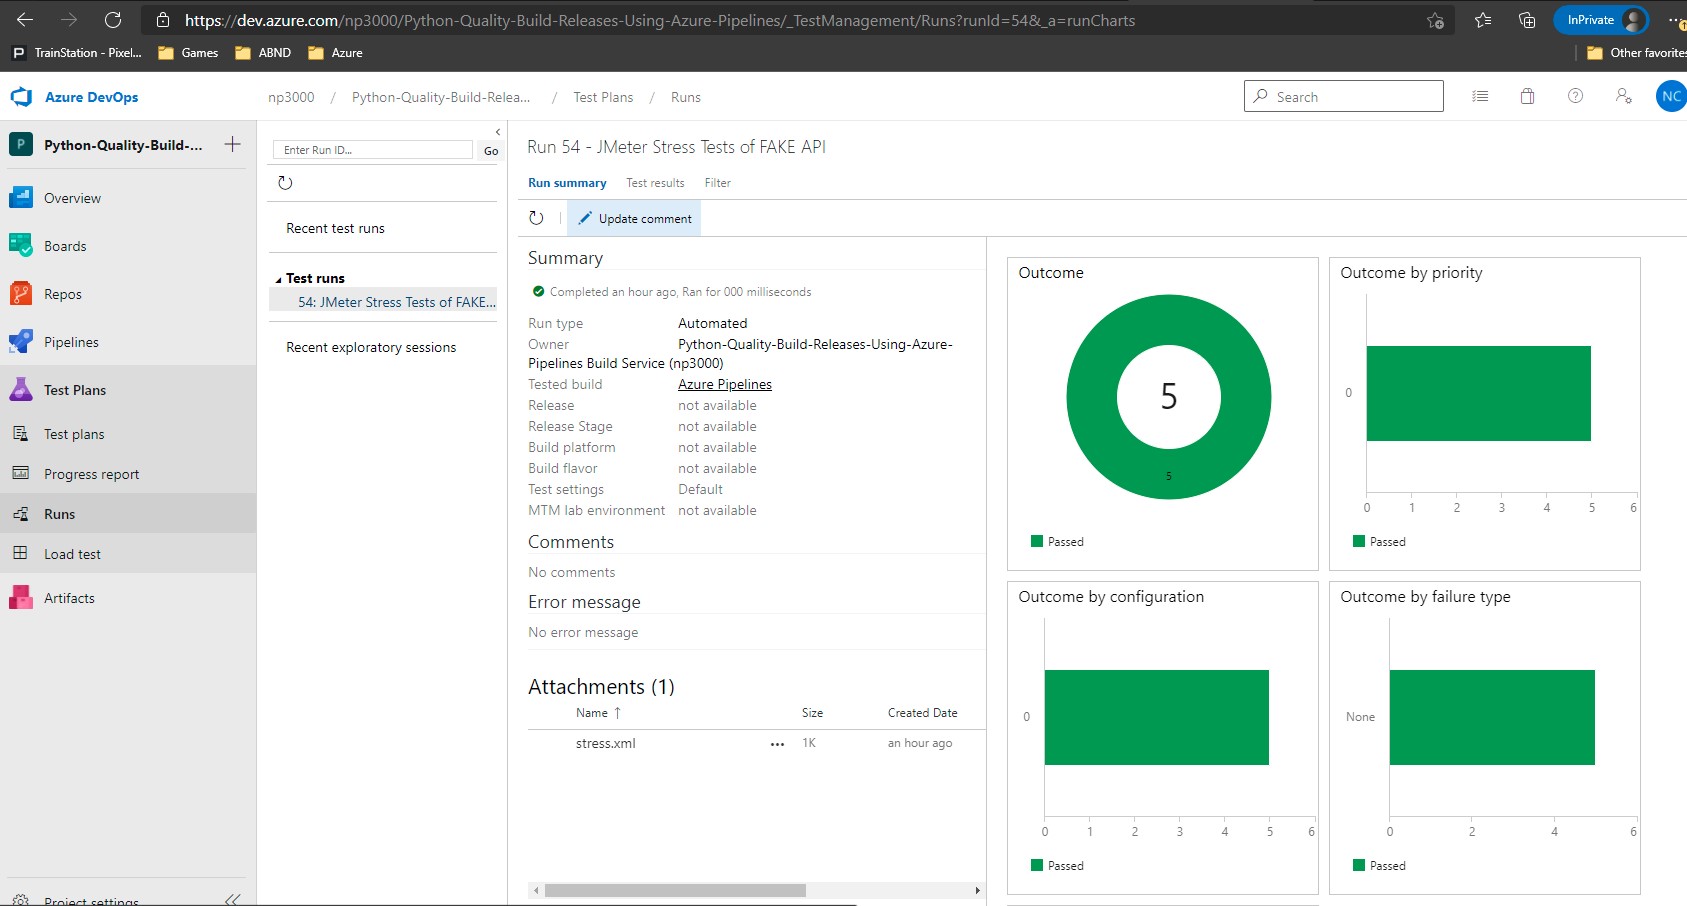 https://dev.azure.com/np3000/Python-Quality-Build-Releases-Using-Azure-Pipelines/_TestManagement/Runs?runId=54&_a=runCharts
InPrivate
P TrainStation - Pixel...
Games
ABND
Azure
Other favorites
Azure DevOps
np3000 / Python-Quality-Build-Relea... / Test Plans / Runs
Search
NC
P Python-Quality-Build-...
Overview
Boards
Repos
Pipelines
Test Plans
Test plans
Progress report
Runs
Load test
Artifacts
Project settings
Enter Run ID...
Go
Recent test runs
Test runs
54: JMeter Stress Tests of FAKE...
Recent exploratory sessions
Run 54 - JMeter Stress Tests of FAKE API
Run summary Test results Filter
Update comment
Summary
Completed an hour ago, Ran for 000 milliseconds
Run type Automated
Owner Python-Quality-Build-Releases-Using-Azure-
Pipelines Build Service (np3000)
Tested build Azure Pipelines
Release not available
Release Stage not available
Build platform not available
Build flavor not available
Test settings Default
MTM lab environment not available
Comments
No comments
Error message
No error message
Attachments (1)
Name ↑ Size Created Date
stress.xml ... 1K an hour ago
Outcome
5
5
Passed
Outcome by priority
0
0 1 2 3 4 5 6
Passed
Outcome by configuration
0
0 1 2 3 4 5 6
Passed
Outcome by failure type
None
0 2 4 6
Passed